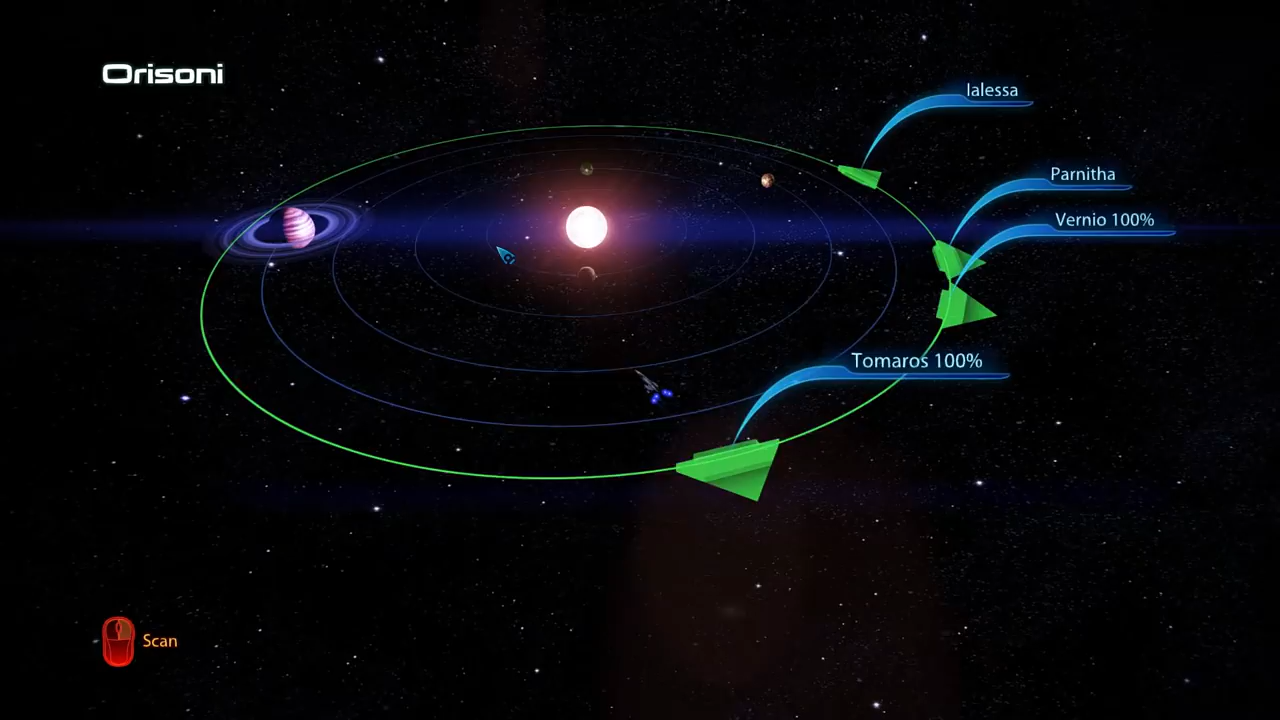 Orisoni
Ialessa
Parnitha
Vernio 100%
Tomaros 100%
Scan